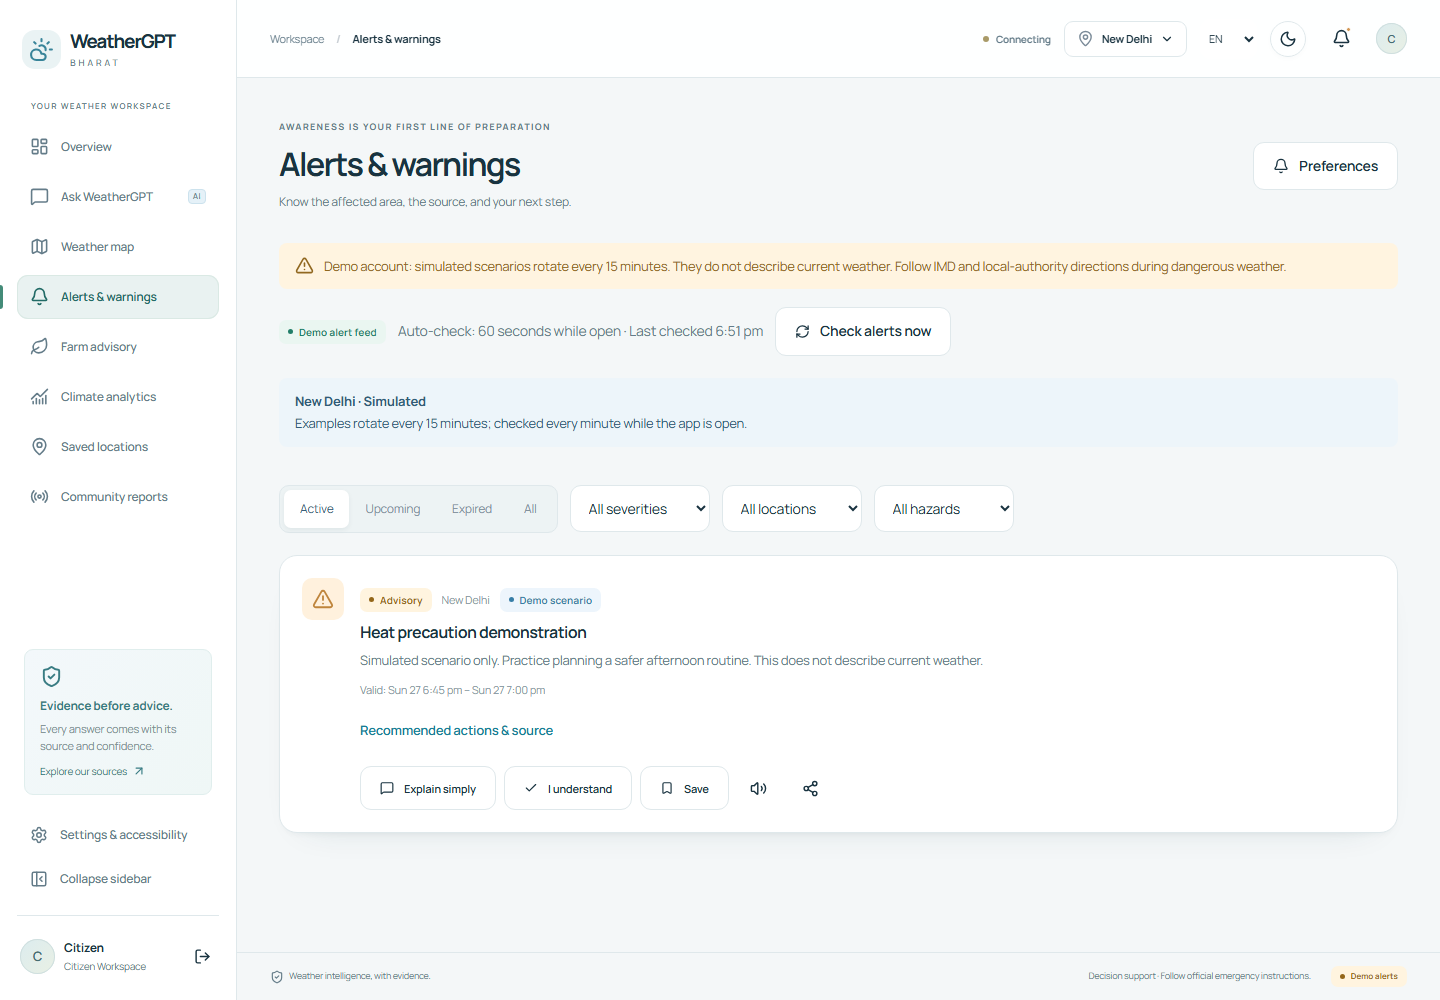 WeatherGPT
BHARAT
YOUR WEATHER WORKSPACE
Overview
Ask WeatherGPT AI
Weather map
Alerts & warnings
Farm advisory
Climate analytics
Saved locations
Community reports
Evidence before advice.
Every answer comes with its
source and confidence.
Explore our sources
Settings & accessibility
Collapse sidebar
C
Citizen
Citizen Workspace
Workspace / Alerts & warnings
Connecting
New Delhi
EN
C
AWARENESS IS YOUR FIRST LINE OF PREPARATION
Alerts & warnings
Know the affected area, the source, and your next step.
Preferences
Demo account: simulated scenarios rotate every 15 minutes. They do not describe current weather. Follow IMD and local-authority directions during dangerous weather.
Demo alert feed
Auto-check: 60 seconds while open · Last checked 6:51 pm
Check alerts now
New Delhi · Simulated
Examples rotate every 15 minutes; checked every minute while the app is open.
Active Upcoming Expired All
All severities
All locations
All hazards
Advisory New Delhi Demo scenario
Heat precaution demonstration
Simulated scenario only. Practice planning a safer afternoon routine. This does not describe current weather.
Valid: Sun 27 6:45 pm – Sun 27 7:00 pm
Recommended actions & source
Explain simply
I understand
Save
Weather intelligence, with evidence.
Decision support · Follow official emergency instructions.
Demo alerts